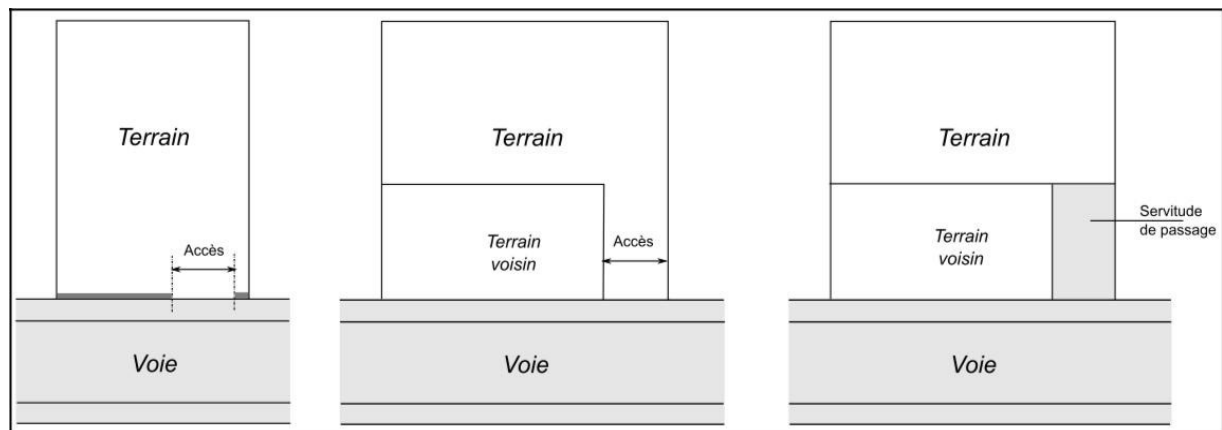 Terrain
Accès
Voie
Terrain
Terrain
voisin
Accès
Voie
Terrain
Terrain
voisin
Servitude
de passage
Voie